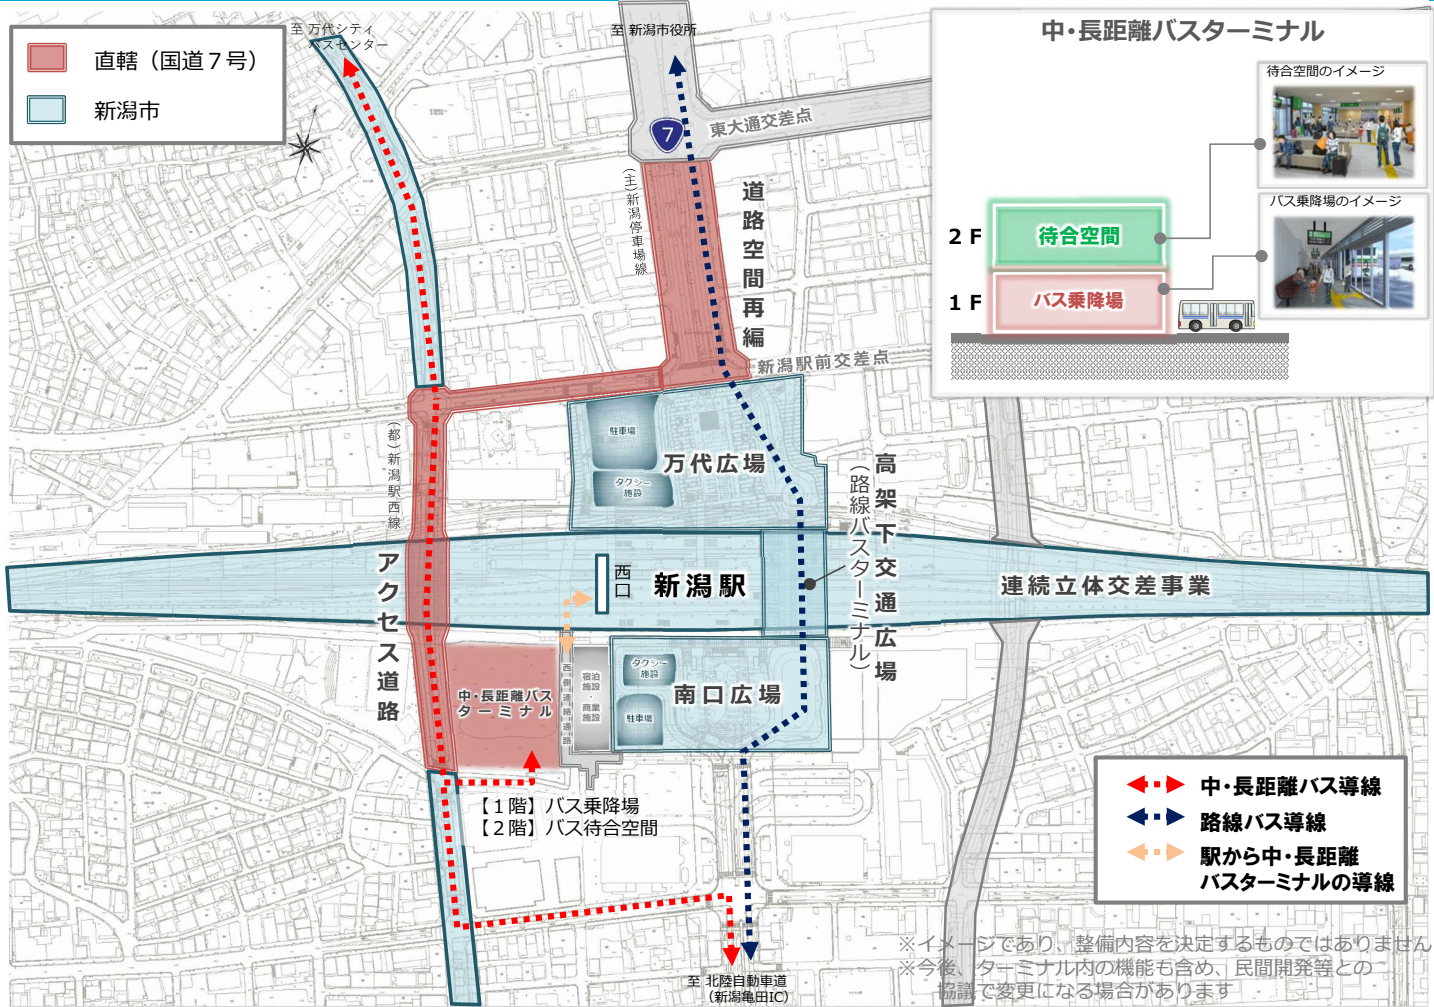 直轄（国道７号）
新潟市
至 万代シティ
バスセンター
至 新潟市役所
7
東大通交差点
(主)新潟停車場線
道路空間再編
新潟駅前交差点
中・長距離バスターミナル
待合空間のイメージ
バス乗降場のイメージ
２Ｆ
待合空間
１Ｆ
バス乗降場
(都)新潟駅西線
駐車場
タクシー
施設
万代広場
高架下交通広場
（路線バスターミナル）
アクセス道路
西口
新潟駅
連続立体交差事業
中・長距離バス
ターミナル
西側連絡通路
宿泊
施設
・
商業
施設
タクシー
施設
駐車場
南口広場
【１階】バス乗降場
【２階】バス待合空間
中・長距離バス導線
路線バス導線
駅から中・長距離
バスターミナルの導線
至 北陸自動車道
（新潟亀田IC）
※イメージであり、整備内容を決定するものではありません
※今後、ターミナル内の機能も含め、民間開発等との
協議で変更になる場合があります